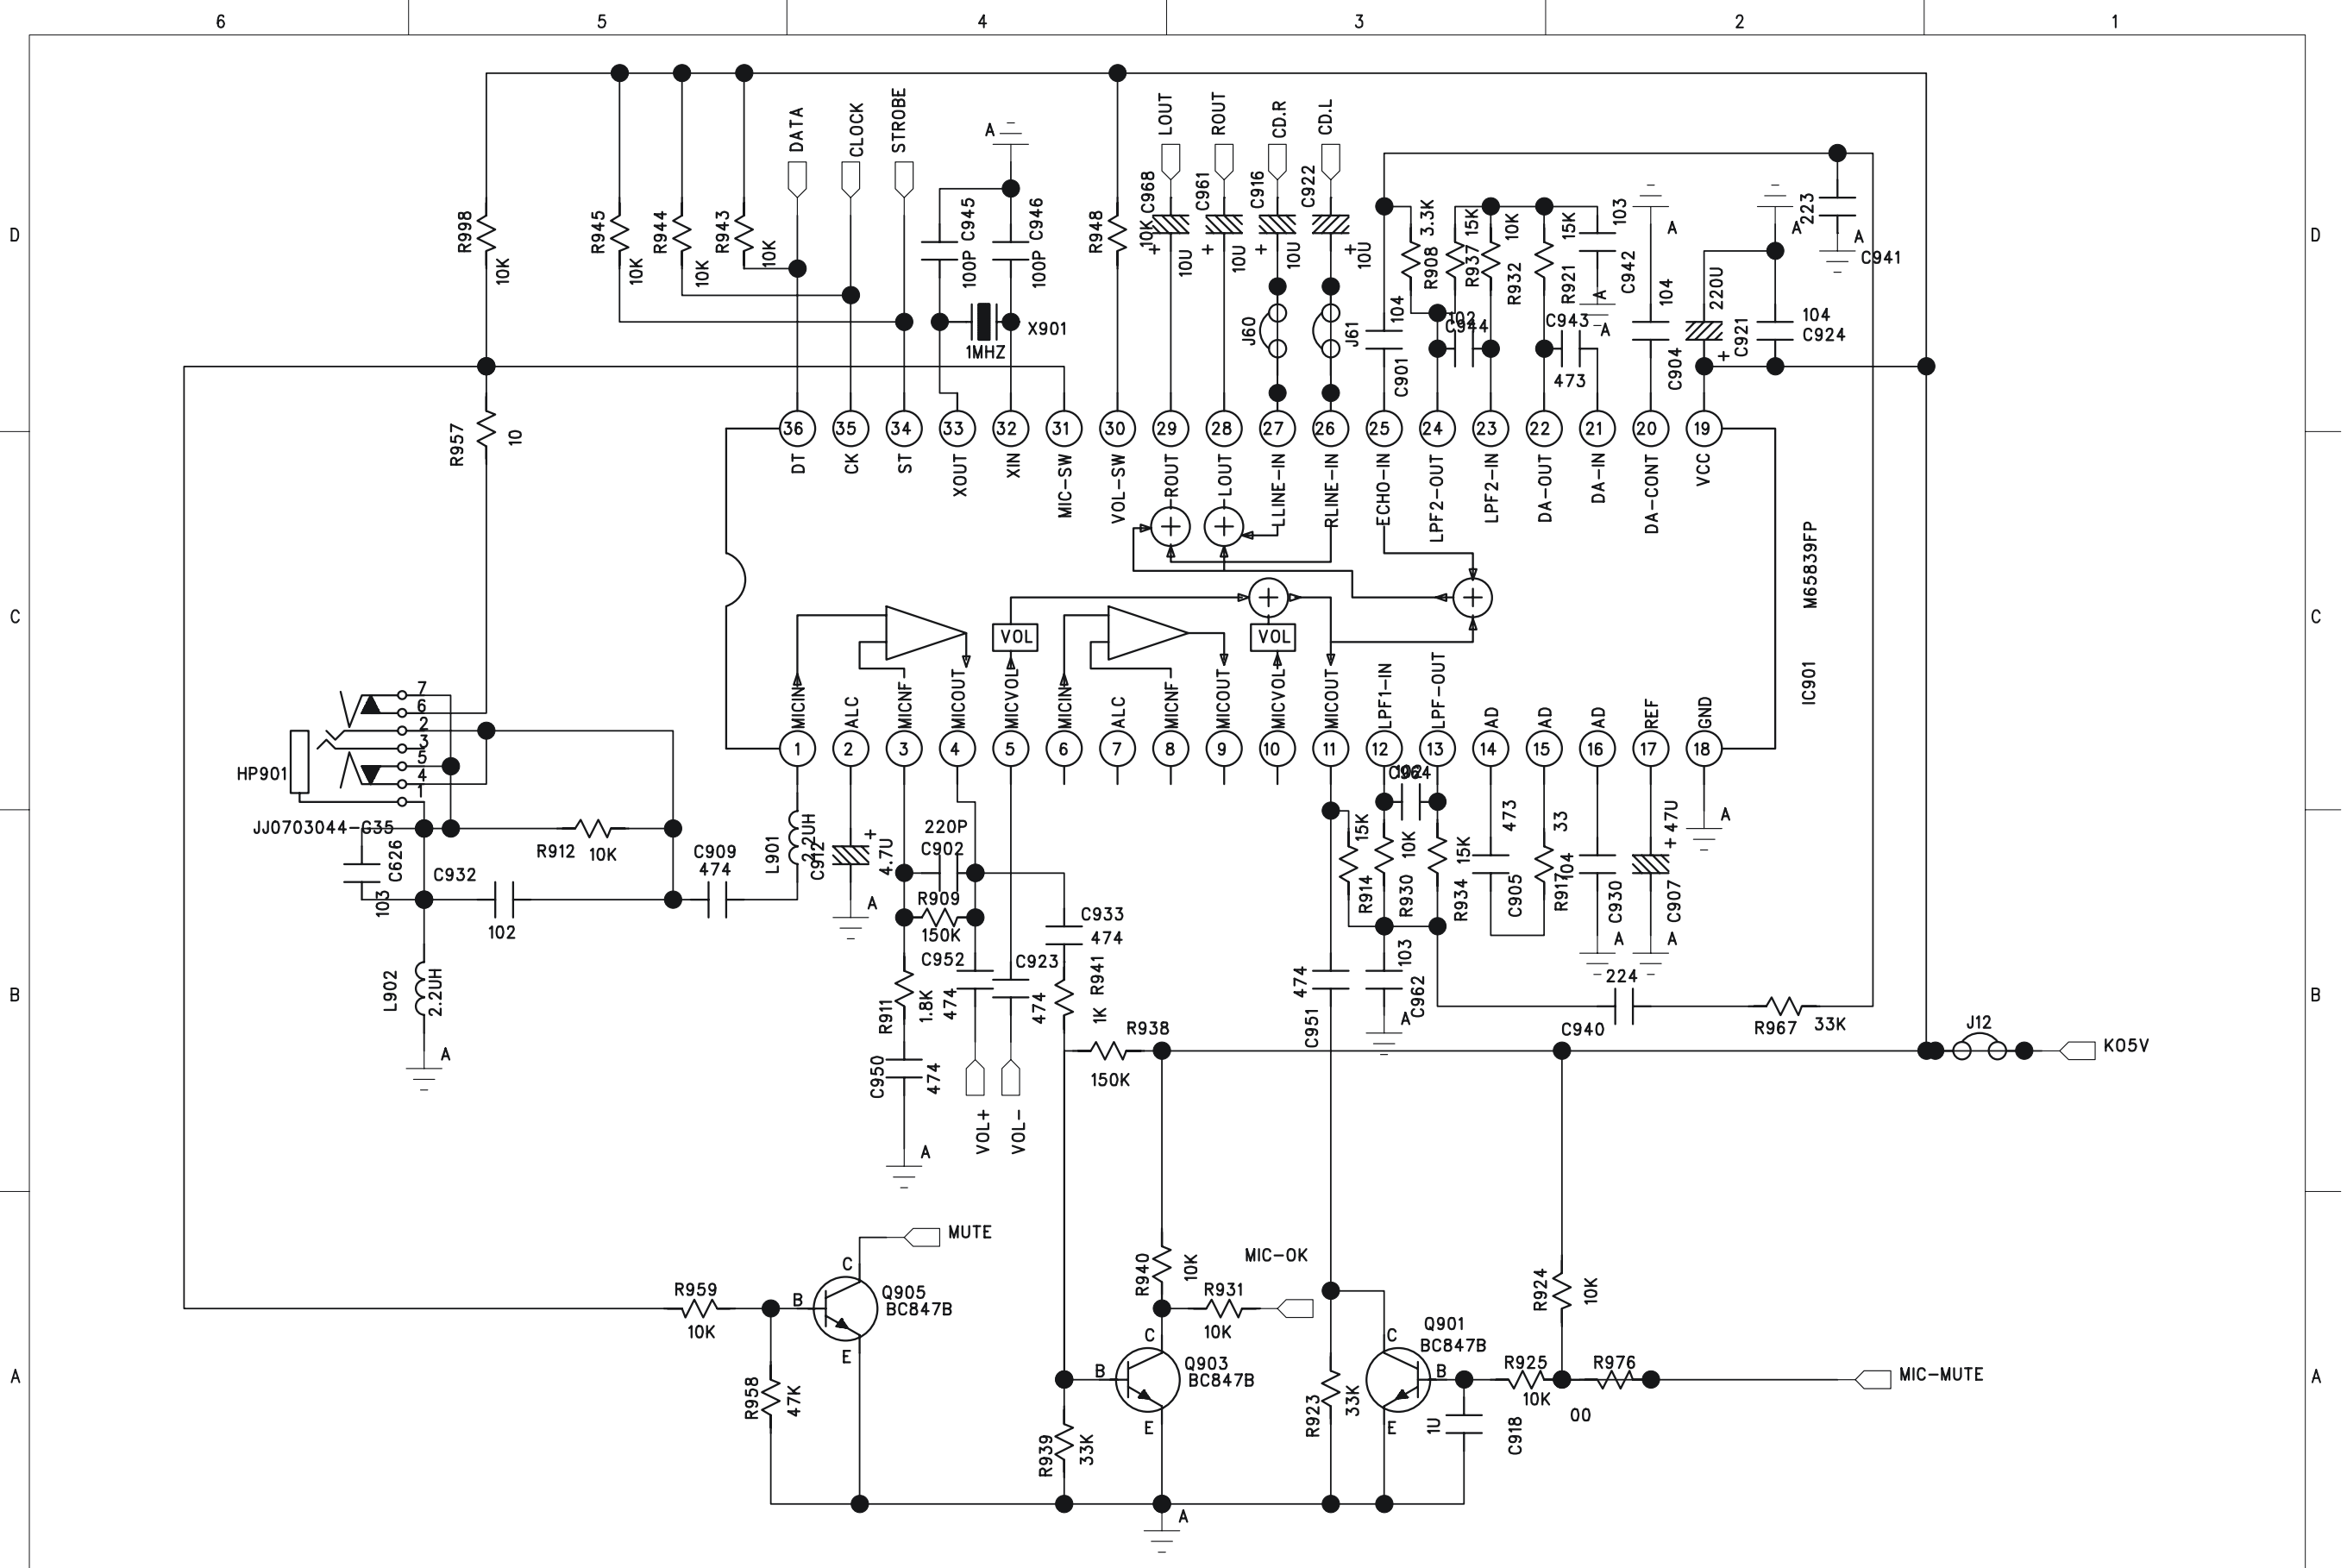 6 5 4 3 2 1
D
C
B
A
D
C
B
A
DATA
CLOCK
STROBE
A
LOUT
ROUT
CD.R
CD.L
R998
10K
R945
10K
R944
10K
R943
10K
C945
100P
C946
100P
X901
1MHZ
R948
10K
C968
+
10U
C961
+
10U
C916
+
10U
C922
+
10U
J60
J61
104
C901
3.3K
R908
15K
R937
10K
R932
102
C944
15K
R921
103
C942
A
A
C943
473
A
104
C904
220U
+
C921
A
104
C924
223
A
C941
R957
10
36 35 34 33 32 31 30 29 28 27 26 25 24 23 22 21 20 19
DT
CK
ST
XOUT
XIN
MIC-SW
VOL-SW
ROUT
LOUT
LLINE-IN
RLINE-IN
ECHO-IN
LPF2-OUT
LPF2-IN
DA-OUT
DA-IN
DA-CONT
VCC
M65839FP
IC901
VOL
VOL
MICIN
ALC
MICNF
MICOUT
MICVOL
MICIN
ALC
MICNF
MICOUT
MICVOL
MICOUT
LPF1-IN
LPF-OUT
AD
AD
AD
REF
GND
1 2 3 4 5 6 7 8 9 10 11 12 13 14 15 16 17 18
7
6
2
3
5
4
1
HP901
JJ0703044-G35
C626
103
C932
102
R912
10K
C909
474
L902
2.2UH
A
L901
2.2UH
C912
+
4.7U
A
220P
C902
R909
150K
C952
474
C923
474
R911
1.8K
C950
474
A
VOL+
VOL-
C933
474
R941
1K
R938
150K
C964
15K
R914
10K
R930
15K
R934
473
C905
33
R917
104
C930
A
+
47U
C907
A
A
474
C951
103
C962
A
224
C940
R967
33K
J12
K05V
MUTE
R959
10K
R958
47K
B
C
E
Q905
BC847B
R940
10K
MIC-OK
R931
10K
B
C
E
Q903
BC847B
R939
33K
A
R923
33K
Q901
BC847B
C
B
E
1U
C918
R924
10K
R925
10K
R976
00
MIC-MUTE